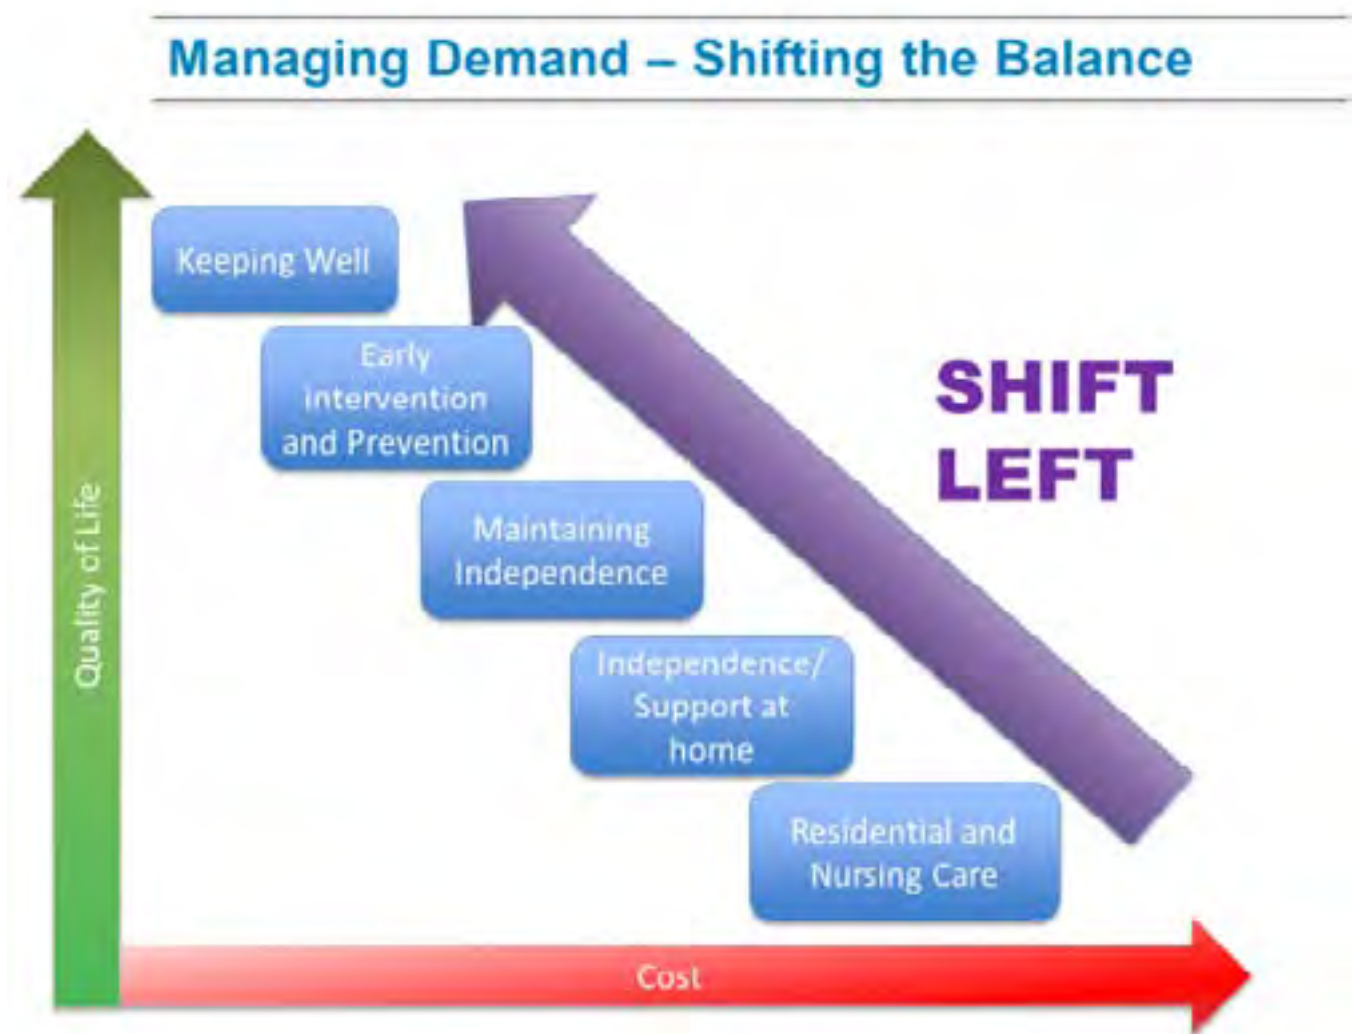 Managing Demand – Shifting the Balance
Keeping Well
Early
intervention
and Prevention
SHIFT
LEFT
Maintaining
Independence
Quality of Life
Independence/
Support at
home
Residential and
Nursing Care
Cost